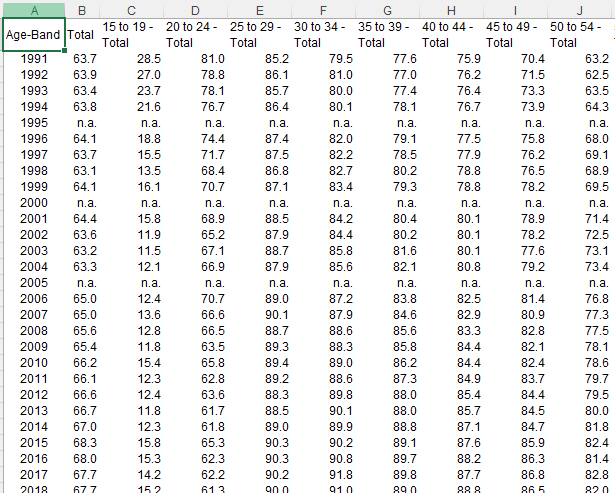 A B C D E F G H I J
Age-Band Total 15 to 19 - Total 20 to 24 - Total 25 to 29 - Total 30 to 34 - Total 35 to 39 - Total 40 to 44 - Total 45 to 49 - Total 50 to 54 - Total
1991 63.7 28.5 81.0 85.2 79.5 77.6 75.9 70.4 63.2
1992 63.9 27.0 78.8 86.1 81.0 77.0 76.2 71.5 62.5
1993 63.4 23.7 78.1 85.7 80.0 77.4 76.4 73.3 63.5
1994 63.8 21.6 76.7 86.4 80.1 78.1 76.7 73.9 64.3
1995 n.a. n.a. n.a. n.a. n.a. n.a. n.a. n.a. n.a.
1996 64.1 18.8 74.4 87.4 82.0 79.1 77.5 75.8 68.0
1997 63.7 15.5 71.7 87.5 82.2 78.5 77.9 76.2 69.1
1998 63.1 13.5 68.4 86.8 82.7 80.2 78.8 76.5 68.9
1999 64.1 16.1 70.7 87.1 83.4 79.3 78.8 78.2 69.5
2000 n.a. n.a. n.a. n.a. n.a. n.a. n.a. n.a. n.a.
2001 64.4 15.8 68.9 88.5 84.2 80.4 80.1 78.9 71.4
2002 63.6 11.9 65.2 87.9 84.4 80.2 80.1 78.2 72.5
2003 63.2 11.5 67.1 88.7 85.8 81.6 80.1 77.6 73.1
2004 63.3 12.1 66.9 87.9 85.6 82.1 80.8 79.2 73.4
2005 n.a. n.a. n.a. n.a. n.a. n.a. n.a. n.a. n.a.
2006 65.0 12.4 70.7 89.0 87.2 83.8 82.5 81.4 76.8
2007 65.0 13.6 66.6 90.1 87.9 84.6 82.9 80.9 77.3
2008 65.6 12.8 66.5 88.7 88.6 85.6 83.3 82.8 77.5
2009 65.4 11.8 63.5 89.3 88.3 85.8 84.4 82.1 78.1
2010 66.2 15.4 65.8 89.4 89.0 86.2 84.4 82.4 78.6
2011 66.1 12.3 62.8 89.2 88.6 87.3 84.9 83.7 79.7
2012 66.6 12.4 63.6 88.3 89.8 88.0 85.4 84.4 79.5
2013 66.7 11.8 61.7 88.5 90.1 88.0 85.7 84.5 80.0
2014 67.0 12.3 61.8 89.0 89.9 88.8 87.1 84.7 81.8
2015 68.3 15.8 65.3 90.3 90.2 89.1 87.6 85.9 82.4
2016 68.0 15.3 62.3 90.3 90.8 89.7 88.2 86.3 81.4
2017 67.7 14.2 62.2 90.2 91.8 89.8 87.7 86.8 82.8
2018 67.7 15.2 61.3 90.0 91.0 89.0 88.8 86.5 82.0